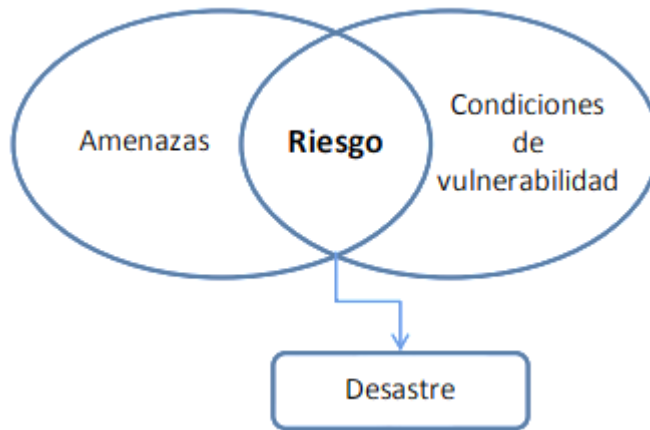 Amenazas
Riesgo
Condiciones
de
vulnerabilidad
Desastre